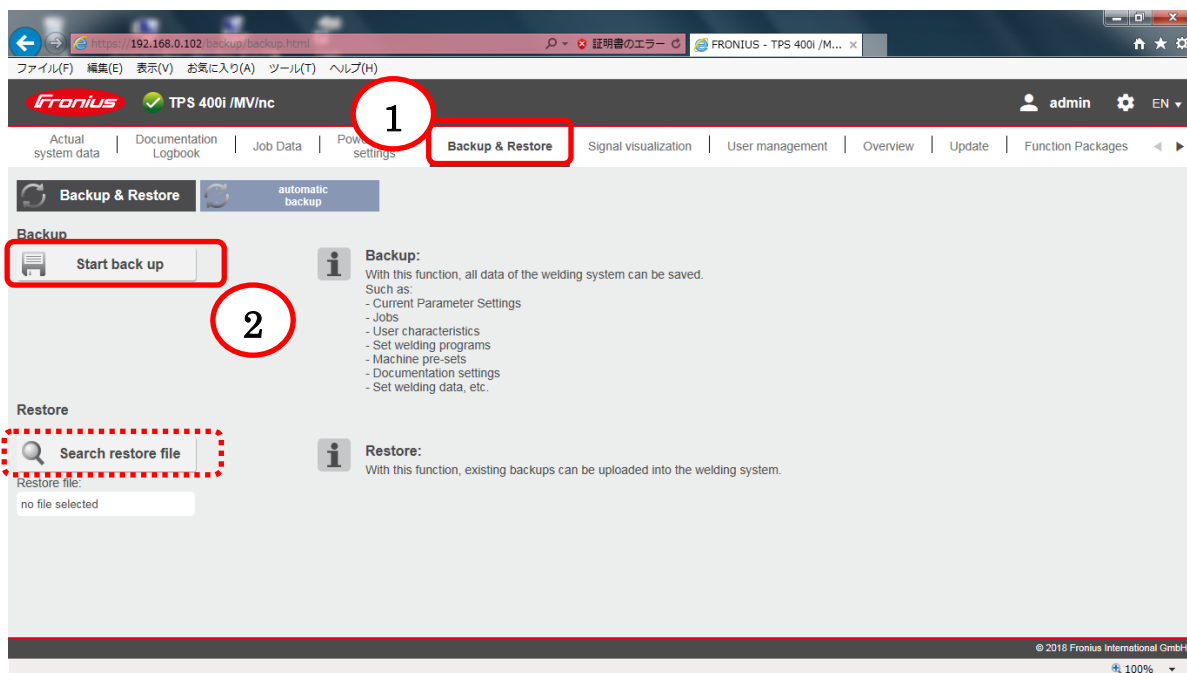 https://192.168.0.102/backup/backup.html
証明書のエラー
FRONIUS - TPS 400i /M...
ファイル(F) 編集(E) 表示(V) お気に入り(A) ツール(T) ヘルプ(H)
Fronius
TPS 400i /MV/nc
admin
EN
1
Actual
system data
Documentation
Logbook
Job Data
settings
Backup & Restore
Signal visualization
User management
Overview
Update
Function Packages
Backup & Restore
automatic
backup
Backup
Start back up
2
Backup:
With this function, all data of the welding system can be saved.
Such as:
- Current Parameter Settings
- Jobs
- User characteristics
- Set welding programs
- Machine pre-sets
- Documentation settings
- Set welding data, etc.
Restore
Search restore file
Restore file:
no file selected
Restore:
With this function, existing backups can be uploaded into the welding system.
© 2018 Fronius International GmbH
100%